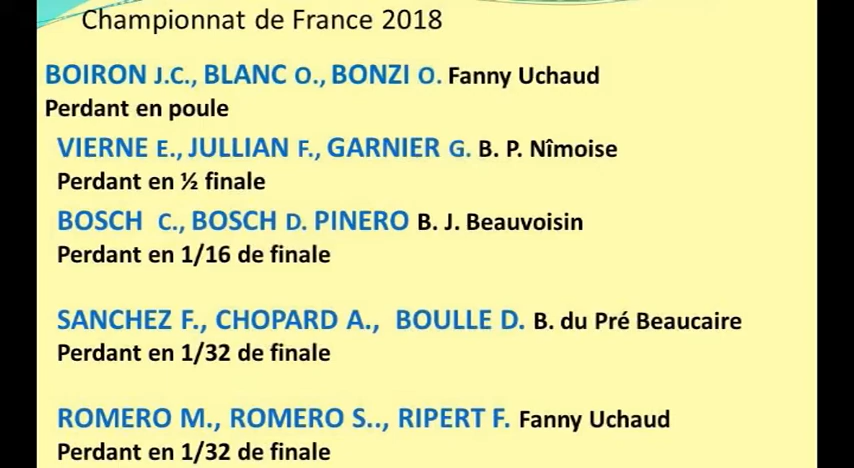 Championnat de France 2018
BOIRON J.C., BLANC O., BONZI O. Fanny Uchaud
Perdant en poule
VIERNE E., JULLIAN F., GARNIER G. B. P. Nîmoise
Perdant en ½ finale
BOSCH C., BOSCH D. PINERO B. J. Beauvoisin
Perdant en 1/16 de finale
SANCHEZ F., CHOPARD A., BOULLE D. B. du Pré Beaucaire
Perdant en 1/32 de finale
ROMERO M., ROMERO S.., RIPERT F. Fanny Uchaud
Perdant en 1/32 de finale